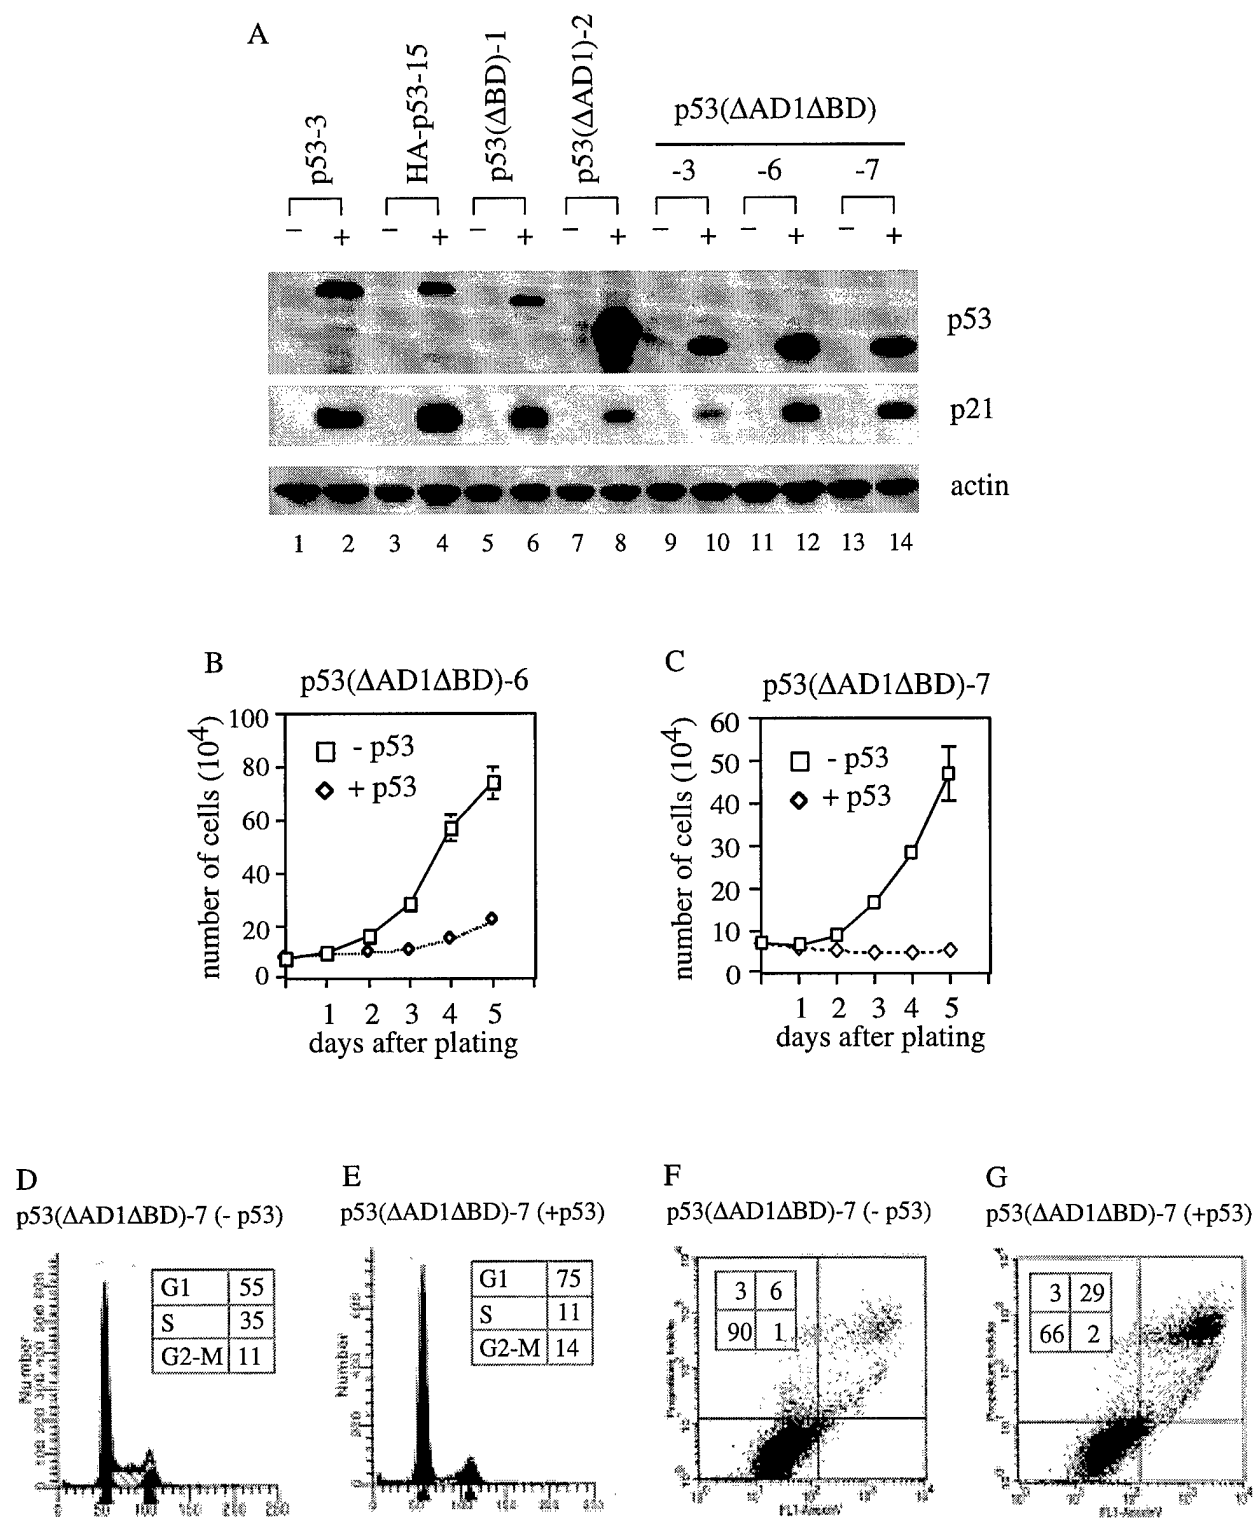 A
p53-3
HA-p53-15
p53(ΔBD)-1
p53(ΔAD1)-2
p53(ΔAD1ΔBD)
-3 -6 -7
− + − + − + − + − + − + − +
p53
p21
actin
1 2 3 4 5 6 7 8 9 10 11 12 13 14
B
p53(ΔAD1ΔBD)-6
number of cells (10⁴)
100
80
60
40
20
0
- p53
+ p53
1 2 3 4 5
days after plating
C
p53(ΔAD1ΔBD)-7
number of cells (10⁴)
60
50
40
30
20
10
0
- p53
+ p53
1 2 3 4 5
days after plating
D
p53(ΔAD1ΔBD)-7 (- p53)
G1 55
S 35
G2-M 11
Number
E
p53(ΔAD1ΔBD)-7 (+p53)
G1 75
S 11
G2-M 14
Number
F
p53(ΔAD1ΔBD)-7 (- p53)
3 6
90 1
G
p53(ΔAD1ΔBD)-7 (+p53)
3 29
66 2